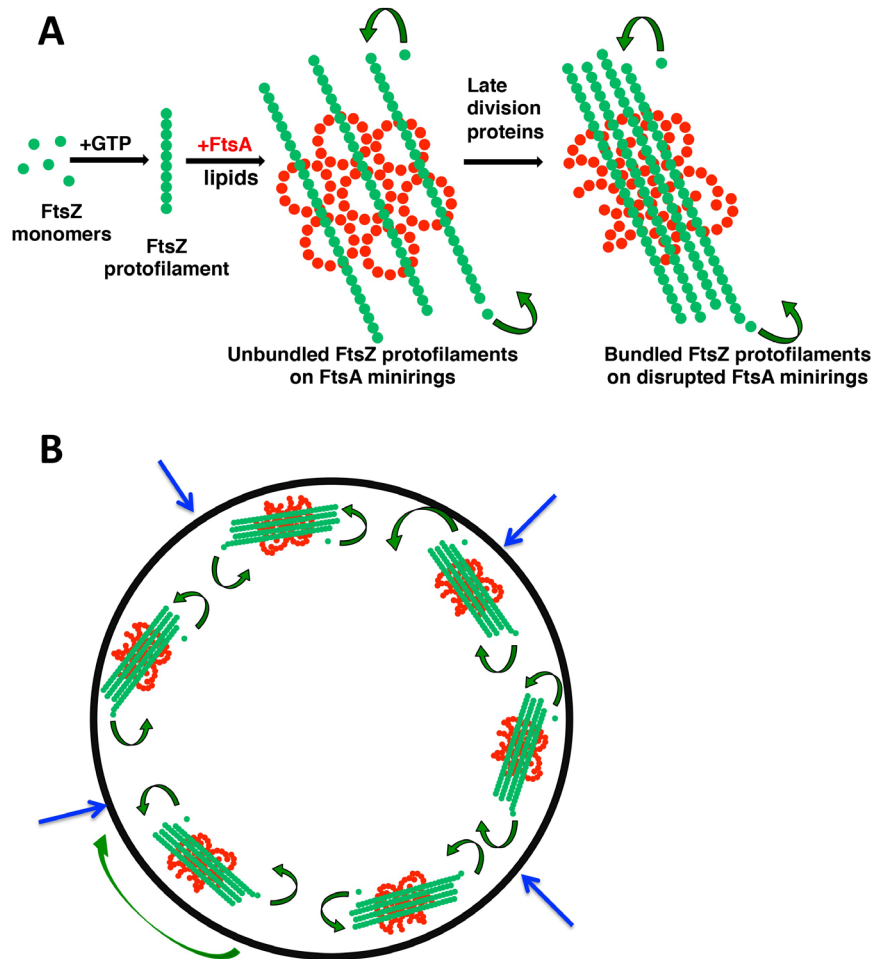 A
+GTP
+FtsA
lipids
Late
division
proteins
FtsZ
monomers
FtsZ
protofilament
Unbundled FtsZ protofilaments
on FtsA minirings
Bundled FtsZ protofilaments
on disrupted FtsA minirings
B